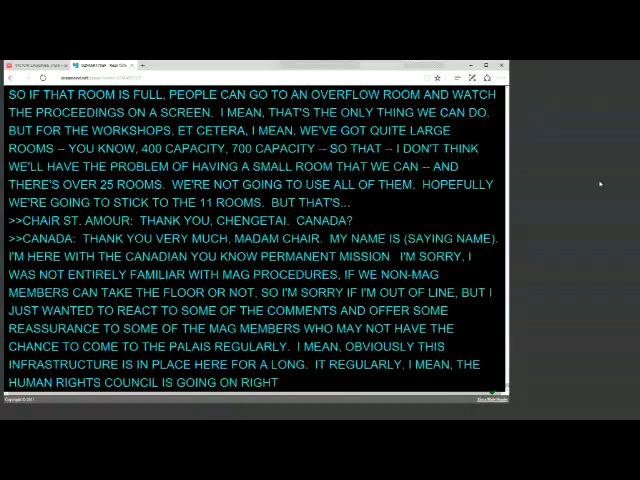 SO IF THAT ROOM IS FULL, PEOPLE CAN GO TO AN OVERFLOW ROOM AND WATCH
THE PROCEEDINGS ON A SCREEN.  I MEAN, THAT'S THE ONLY THING WE CAN DO.
BUT FOR THE WORKSHOPS, ET CETERA, I MEAN, WE'VE GOT QUITE LARGE
ROOMS -- YOU KNOW, 400 CAPACITY, 700 CAPACITY -- SO THAT -- I DON'T THINK
WE'LL HAVE THE PROBLEM OF HAVING A SMALL ROOM THAT WE CAN -- AND
THERE'S OVER 25 ROOMS.  WE'RE NOT GOING TO USE ALL OF THEM.  HOPEFULLY
WE'RE GOING TO STICK TO THE 11 ROOMS.  BUT THAT'S...
>>CHAIR ST. AMOUR:  THANK YOU, CHENGETAI.  CANADA?
>>CANADA:  THANK YOU VERY MUCH, MADAM CHAIR.  MY NAME IS (SAYING NAME).
I'M HERE WITH THE CANADIAN YOU KNOW PERMANENT MISSION   I'M SORRY, I
WAS NOT ENTIRELY FAMILIAR WITH MAG PROCEDURES, IF WE NON-MAG
MEMBERS CAN TAKE THE FLOOR OR NOT, SO I'M SORRY IF I'M OUT OF LINE, BUT I
JUST WANTED TO REACT TO SOME OF THE COMMENTS AND OFFER SOME
REASSURANCE TO SOME OF THE MAG MEMBERS WHO MAY NOT HAVE THE
CHANCE TO COME TO THE PALAIS REGULARLY.  I MEAN, OBVIOUSLY THIS
INFRASTRUCTURE IS IN PLACE HERE FOR A LONG.  IT REGULARLY, I MEAN, THE
HUMAN RIGHTS COUNCIL IS GOING ON RIGHT